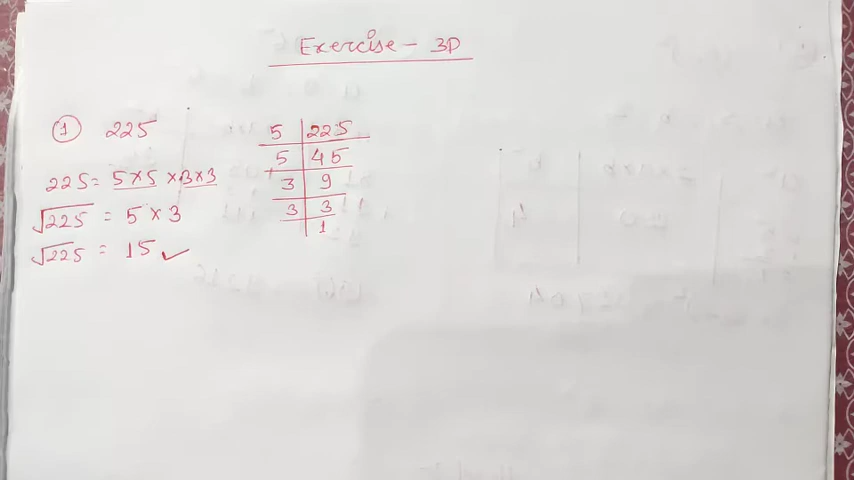 Exercise - 3D
① 225
225 = 5×5 ×3×3
√225 = 5 × 3
√225 = 15 ✓
5 | 225
5 | 45
3 | 9
3 | 3
1